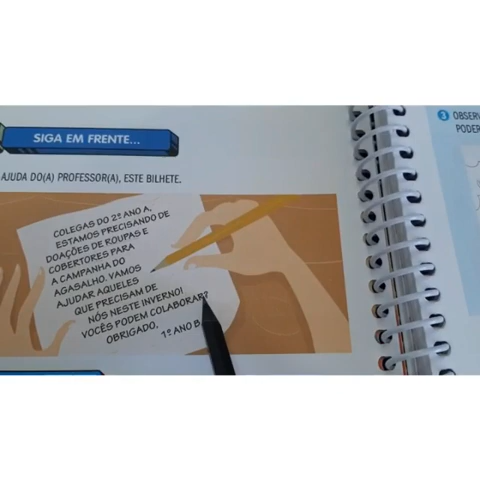 SIGA EM FRENTE...
AJUDA DO(A) PROFESSOR(A), ESTE BILHETE.
COLEGAS DO 2º ANO A,
ESTAMOS PRECISANDO DE
DOAÇÕES DE ROUPAS E
COBERTORES PARA
A CAMPANHA DO
AGASALHO. VAMOS
AJUDAR AQUELES
QUE PRECISAM DE
NÓS NESTE INVERNO!
VOCÊS PODEM COLABORAR?
OBRIGADO,
1º ANO B
3 OBSERV
PODER